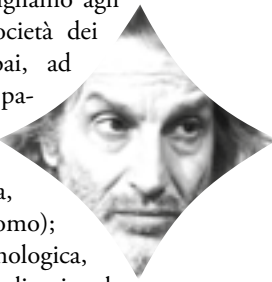 gliamo agli
ocietà dei
pai, ad
pa-
a,
omo);
nologica,